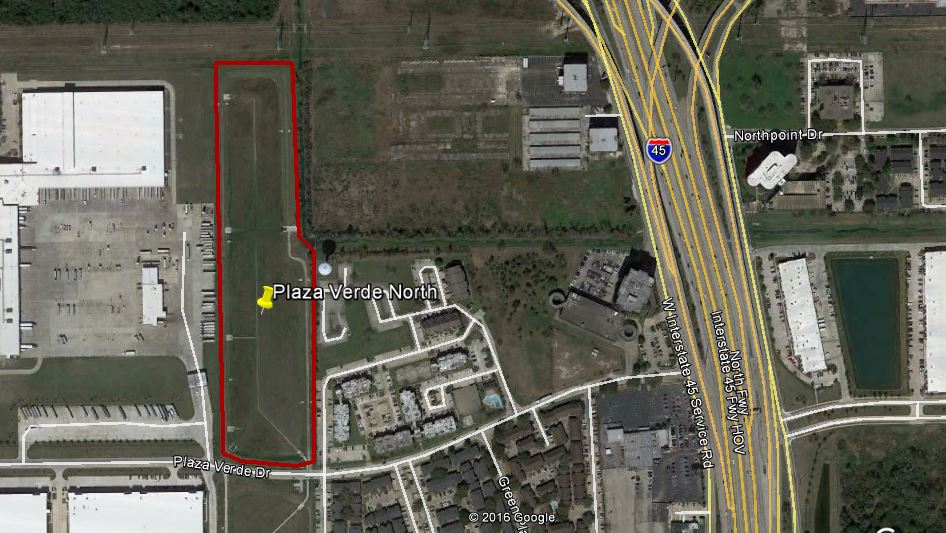 Northpoint Dr
45
Plaza Verde North
W Interstate 45 Service Rd
Interstate 45 Fwy HOV
North Fwy
Plaza Verde Dr
© 2016 Google